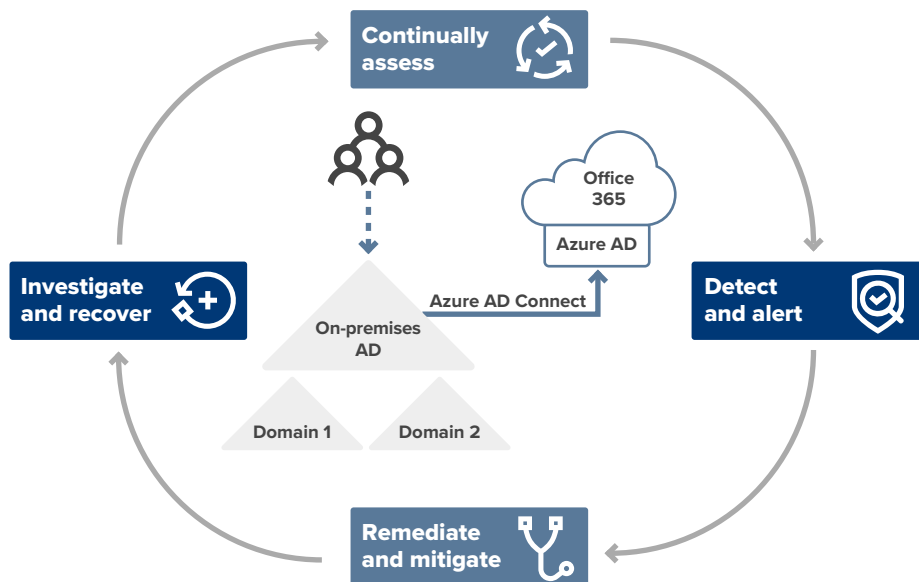 Continually
assess
Office
365
Azure AD
Investigate
and recover
Azure AD Connect
Detect
and alert
On-premises
AD
Domain 1
Domain 2
Remediate
and mitigate